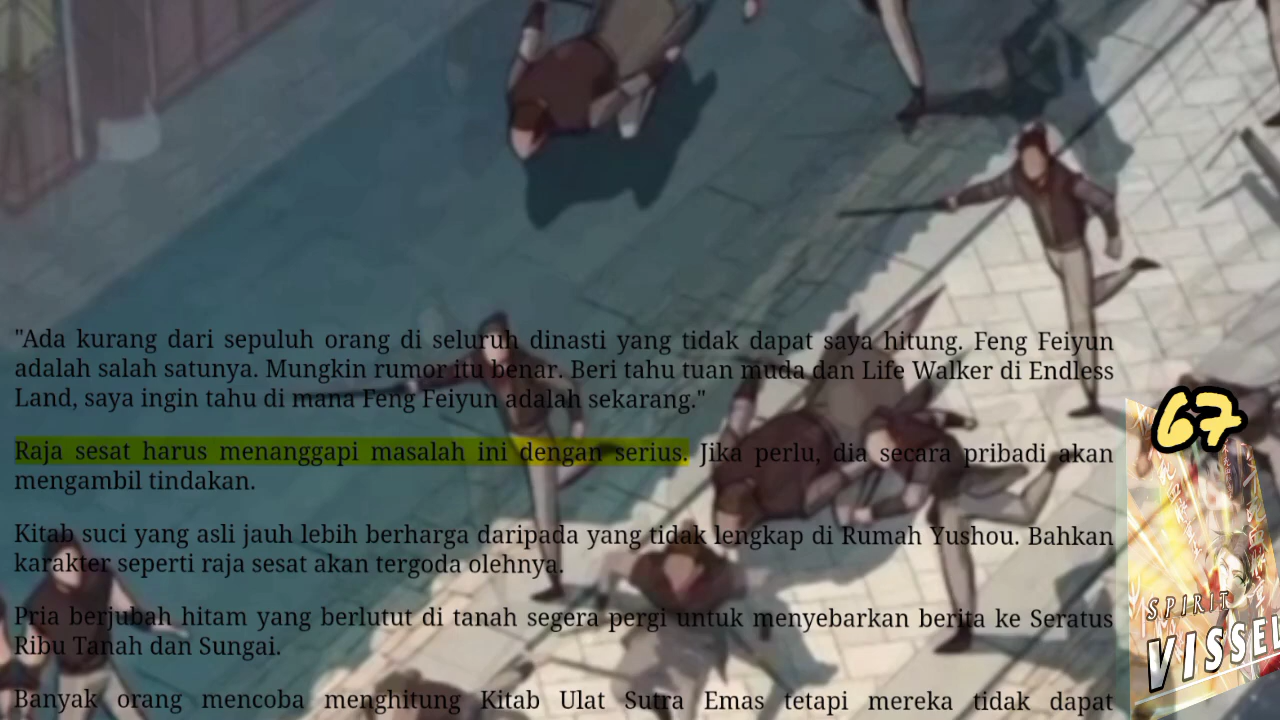 "Ada kurang dari sepuluh orang di seluruh dinasti yang tidak dapat saya hitung. Feng Feiyun
adalah salah satunya. Mungkin rumor itu benar. Beri tahu tuan muda dan Life Walker di Endless
Land, saya ingin tahu di mana Feng Feiyun adalah sekarang."
Raja sesat harus menanggapi masalah ini dengan serius. Jika perlu, dia secara pribadi akan
mengambil tindakan.
Kitab suci yang asli jauh lebih berharga daripada yang tidak lengkap di Rumah Yushou. Bahkan
karakter seperti raja sesat akan tergoda olehnya.
Pria berjubah hitam yang berlutut di tanah segera pergi untuk menyebarkan berita ke Seratus
Ribu Tanah dan Sungai.
Banyak orang mencoba menghitung Kitab Ulat Sutra Emas tetapi mereka tidak dapat
67
SPIRIT
VISSEL